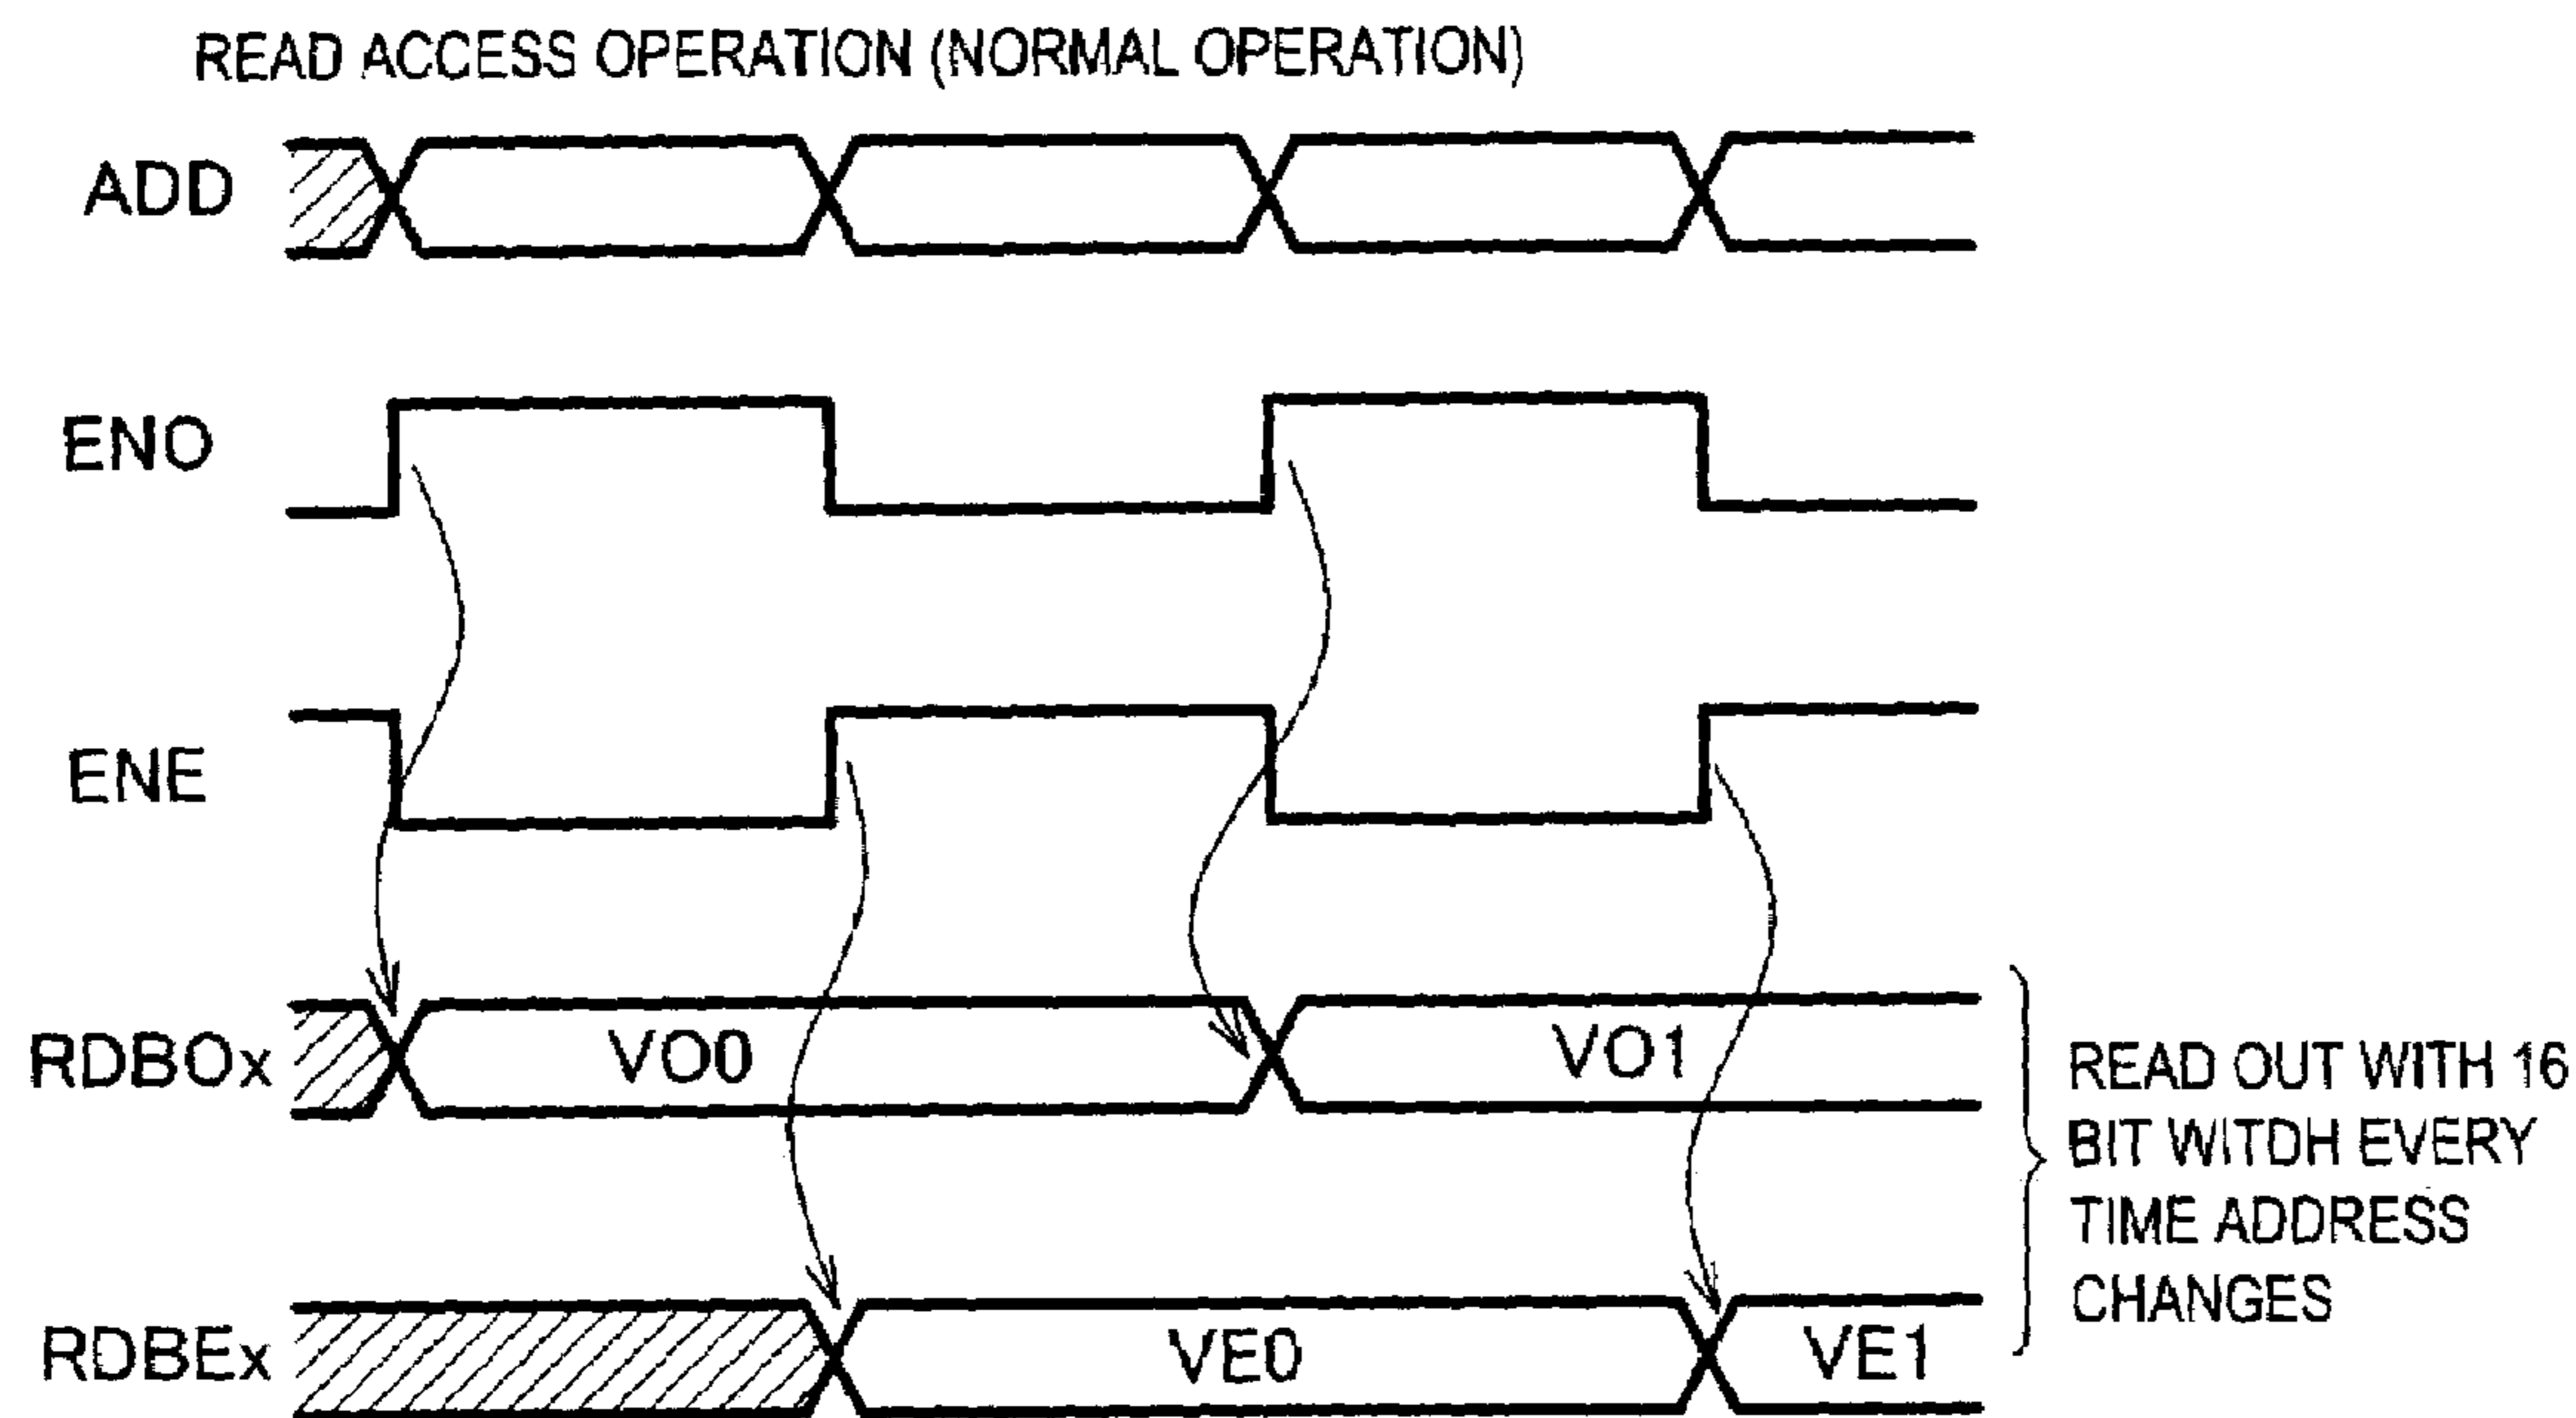 READ ACCESS OPERATION (NORMAL OPERATION)
ADD
ENO
ENE
RDBOx
VO0
VO1
READ OUT WITH 16
BIT WITDH EVERY
TIME ADDRESS
CHANGES
RDBEx
VE0
VE1